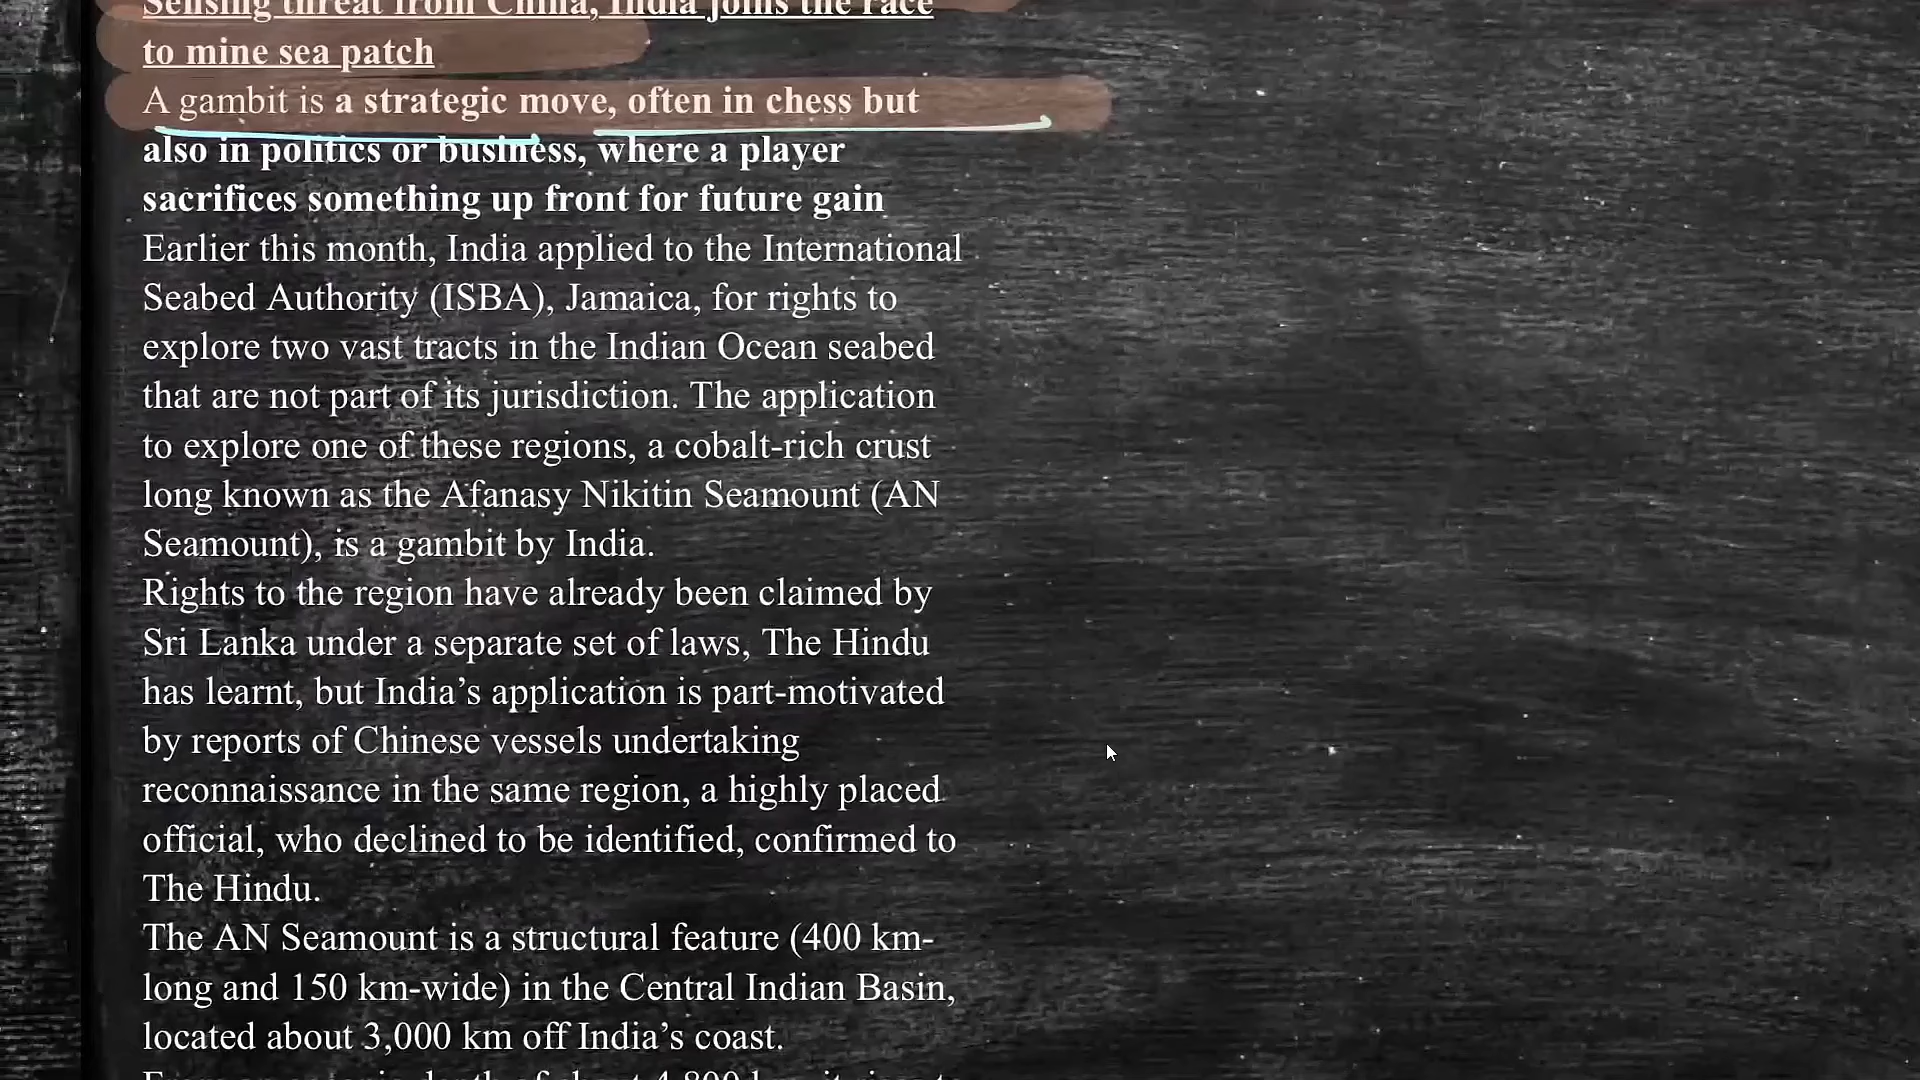 Sensing threat from China, India joins the race
to mine sea patch
A gambit is a strategic move, often in chess but
also in politics or business, where a player
sacrifices something up front for future gain
Earlier this month, India applied to the International
Seabed Authority (ISBA), Jamaica, for rights to
explore two vast tracts in the Indian Ocean seabed
that are not part of its jurisdiction. The application
to explore one of these regions, a cobalt-rich crust
long known as the Afanasy Nikitin Seamount (AN
Seamount), is a gambit by India.
Rights to the region have already been claimed by
Sri Lanka under a separate set of laws, The Hindu
has learnt, but India’s application is part-motivated
by reports of Chinese vessels undertaking
reconnaissance in the same region, a highly placed
official, who declined to be identified, confirmed to
The Hindu.
The AN Seamount is a structural feature (400 km-
long and 150 km-wide) in the Central Indian Basin,
located about 3,000 km off India’s coast.